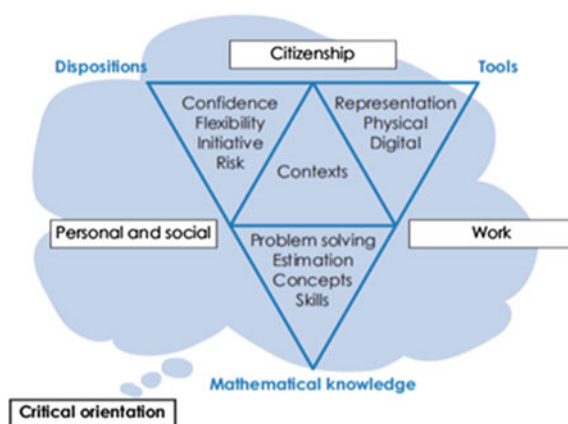 Citizenship
Dispositions
Tools
Confidence
Flexibility
Initiative
Risk
Representation
Physical
Digital
Contexts
Personal and social
Work
Problem solving
Estimation
Concepts
Skills
Mathematical knowledge
Critical orientation